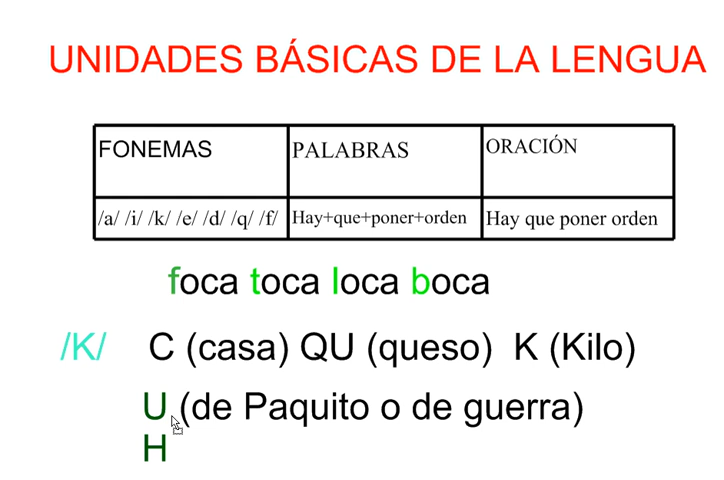 UNIDADES BÁSICAS DE LA LENGUA
FONEMAS PALABRAS ORACIÓN
/a/ /i/ /k/ /e/ /d/ /q/ /f/ Hay+que+poner+orden Hay que poner orden
foca toca loca boca
/K/ C (casa) QU (queso) K (Kilo)
U (de Paquito o de guerra)
H